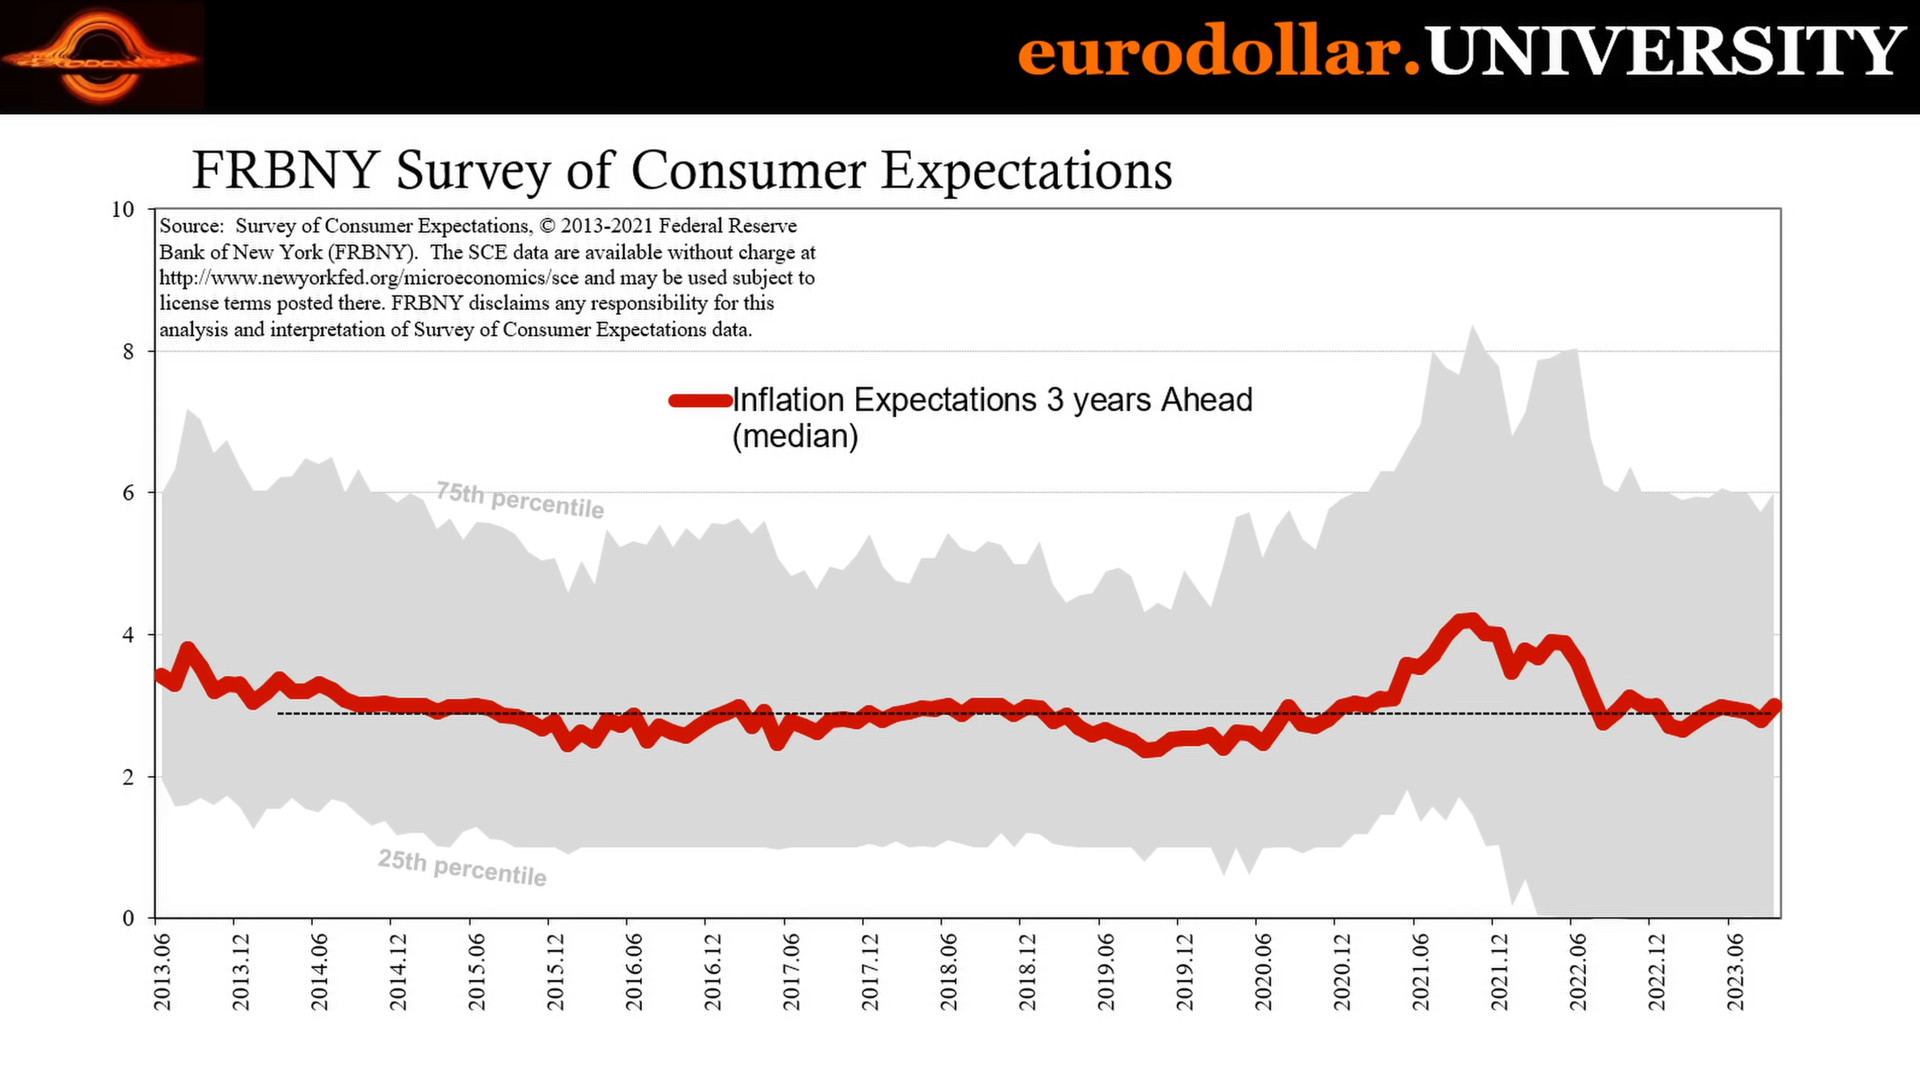 eurodollar.UNIVERSITY
FRBNY Survey of Consumer Expectations
Source:  Survey of Consumer Expectations, © 2013-2021 Federal Reserve
Bank of New York (FRBNY).  The SCE data are available without charge at
http://www.newyorkfed.org/microeconomics/sce and may be used subject to
license terms posted there. FRBNY disclaims any responsibility for this
analysis and interpretation of Survey of Consumer Expectations data.
Inflation Expectations 3 years Ahead
(median)
75th percentile
25th percentile
10
8
6
4
2
0
2013.06
2013.12
2014.06
2014.12
2015.06
2015.12
2016.06
2016.12
2017.06
2017.12
2018.06
2018.12
2019.06
2019.12
2020.06
2020.12
2021.06
2021.12
2022.06
2022.12
2023.06